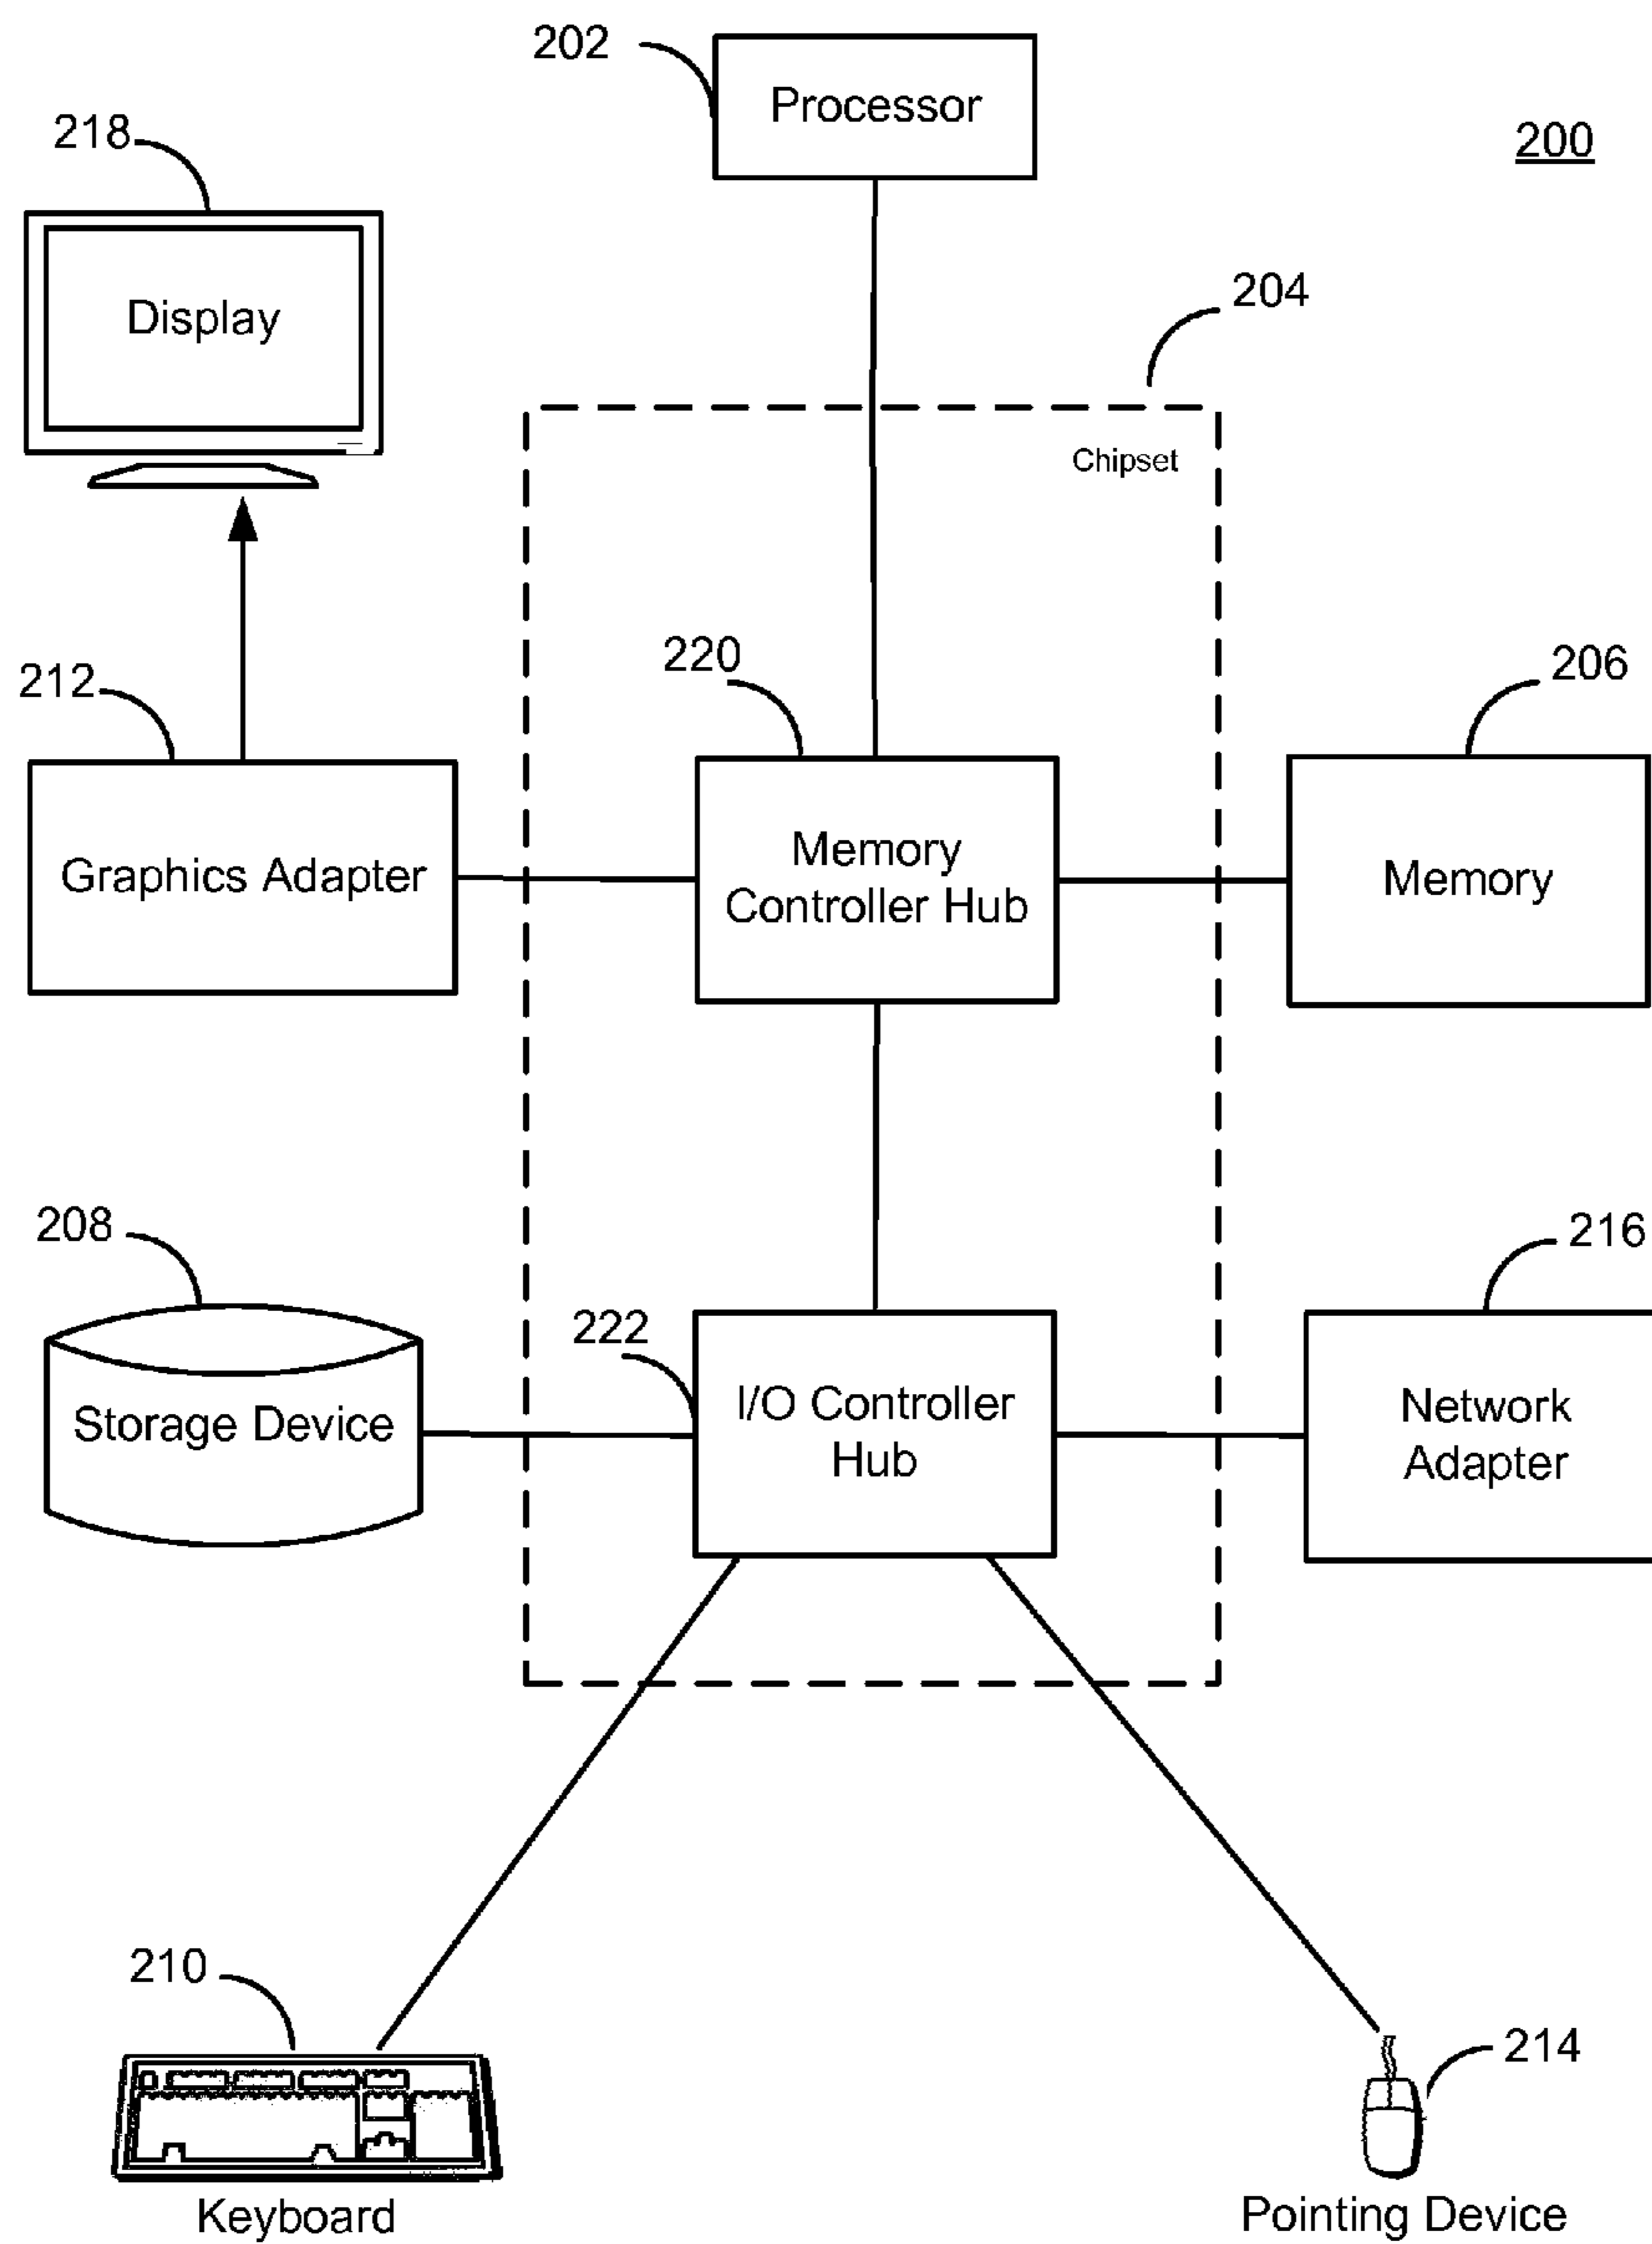 202
Processor
200
218
Display
204
Chipset
220
206
212
Graphics Adapter
Memory
Controller Hub
Memory
208
216
222
Storage Device
I/O Controller
Hub
Network
Adapter
210
214
Keyboard
Pointing Device